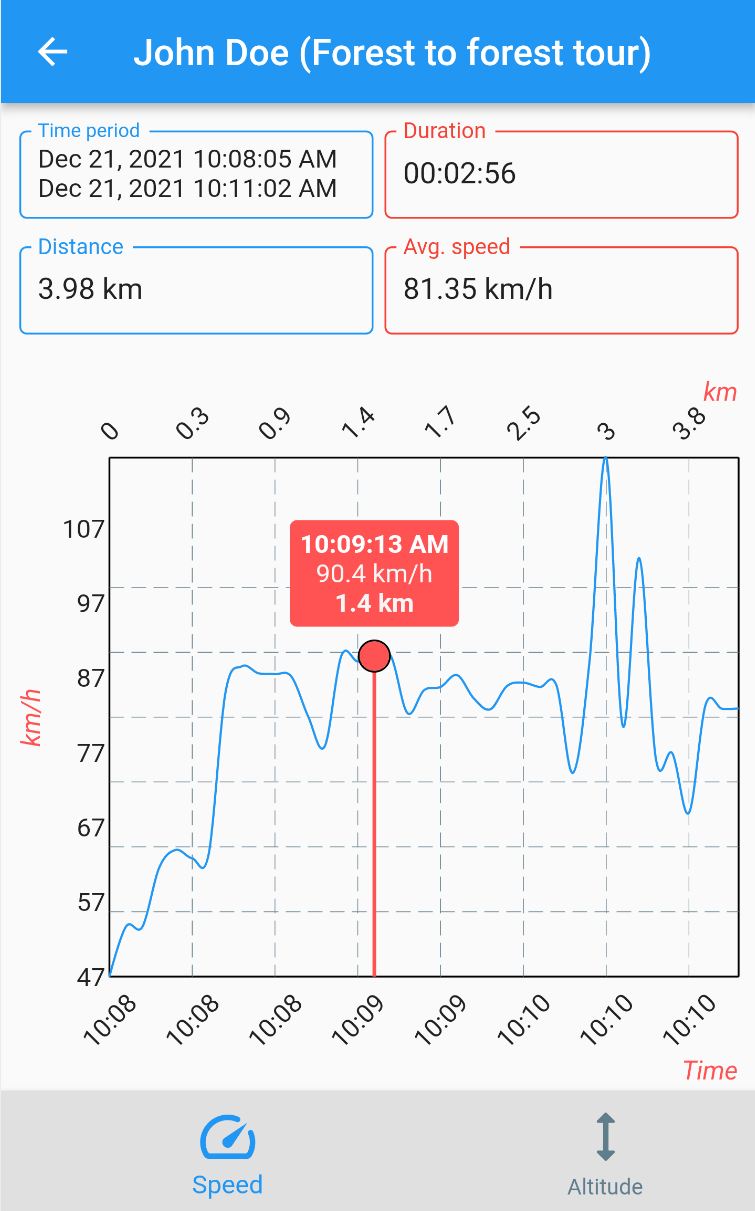 John Doe (Forest to forest tour)
Time period
Dec 21, 2021 10:08:05 AM
Dec 21, 2021 10:11:02 AM
Duration
00:02:56
Distance
3.98 km
Avg. speed
81.35 km/h
km
0 0.3 0.9 1.4 1.7 2.5 3 3.8
107
97
87
77
67
57
47
km/h
10:09:13 AM
90.4 km/h
1.4 km
10:08 10:08 10:08 10:09 10:09 10:10 10:10 10:10
Time
Speed
Altitude